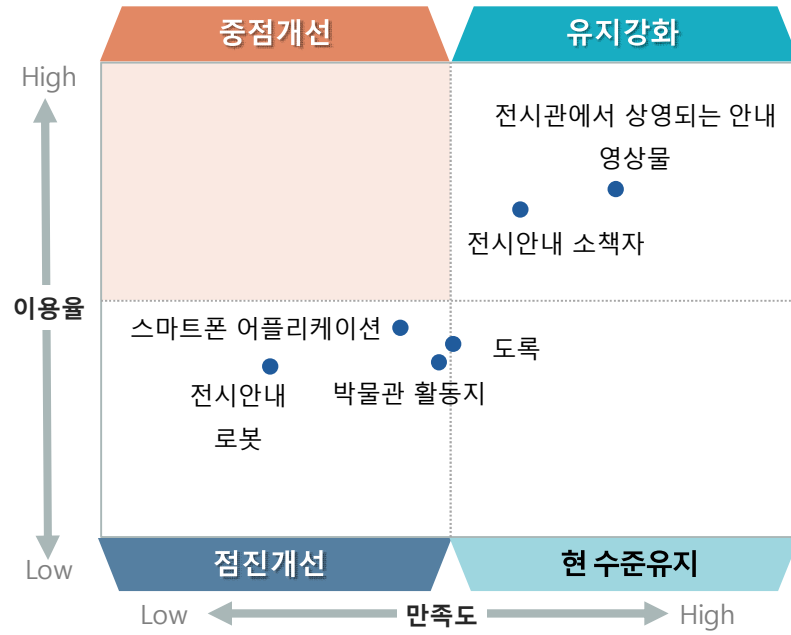 중점개선
유지강화
High
전시관에서 상영되는 안내
영상물
전시안내 소책자
이용율
스마트폰 어플리케이션
도록
전시안내
로봇
박물관 활동지
Low
점진개선
현 수준유지
Low
만족도
High